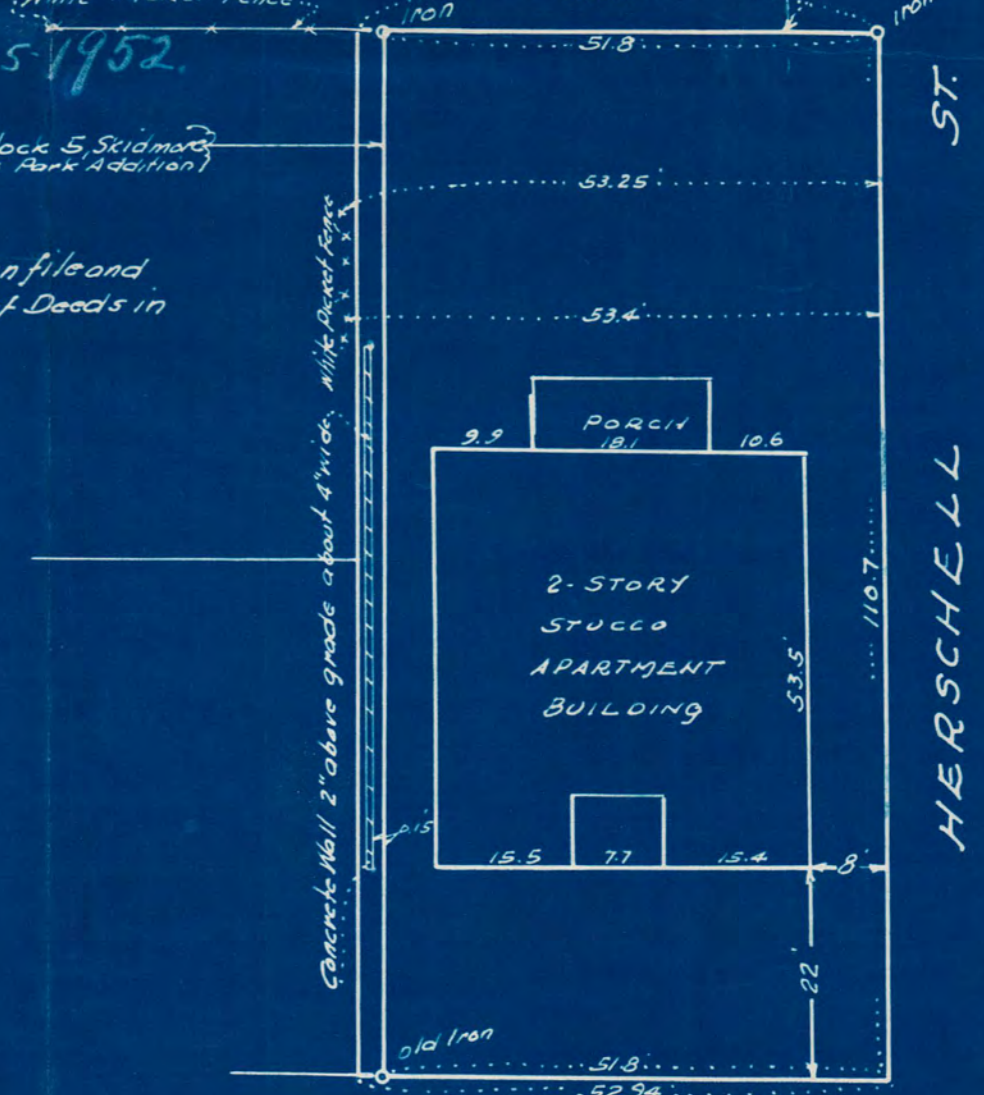 Iron
Iron
51.8
s 1952.
ST.
ock 5, Skidmore
Park Addition
53.25
n file and
f Deeds in
White Picket Fence
53.4'
PORCH
9.9
18.1
10.6
HERSCHELL
Concrete Wall 2" above grade about 4" wide
110.7
2-STORY
STUCCO
APARTMENT
BUILDING
53.5'
0.15
15.5
7.7
15.4
8'
22'
old Iron
51.8
52.94